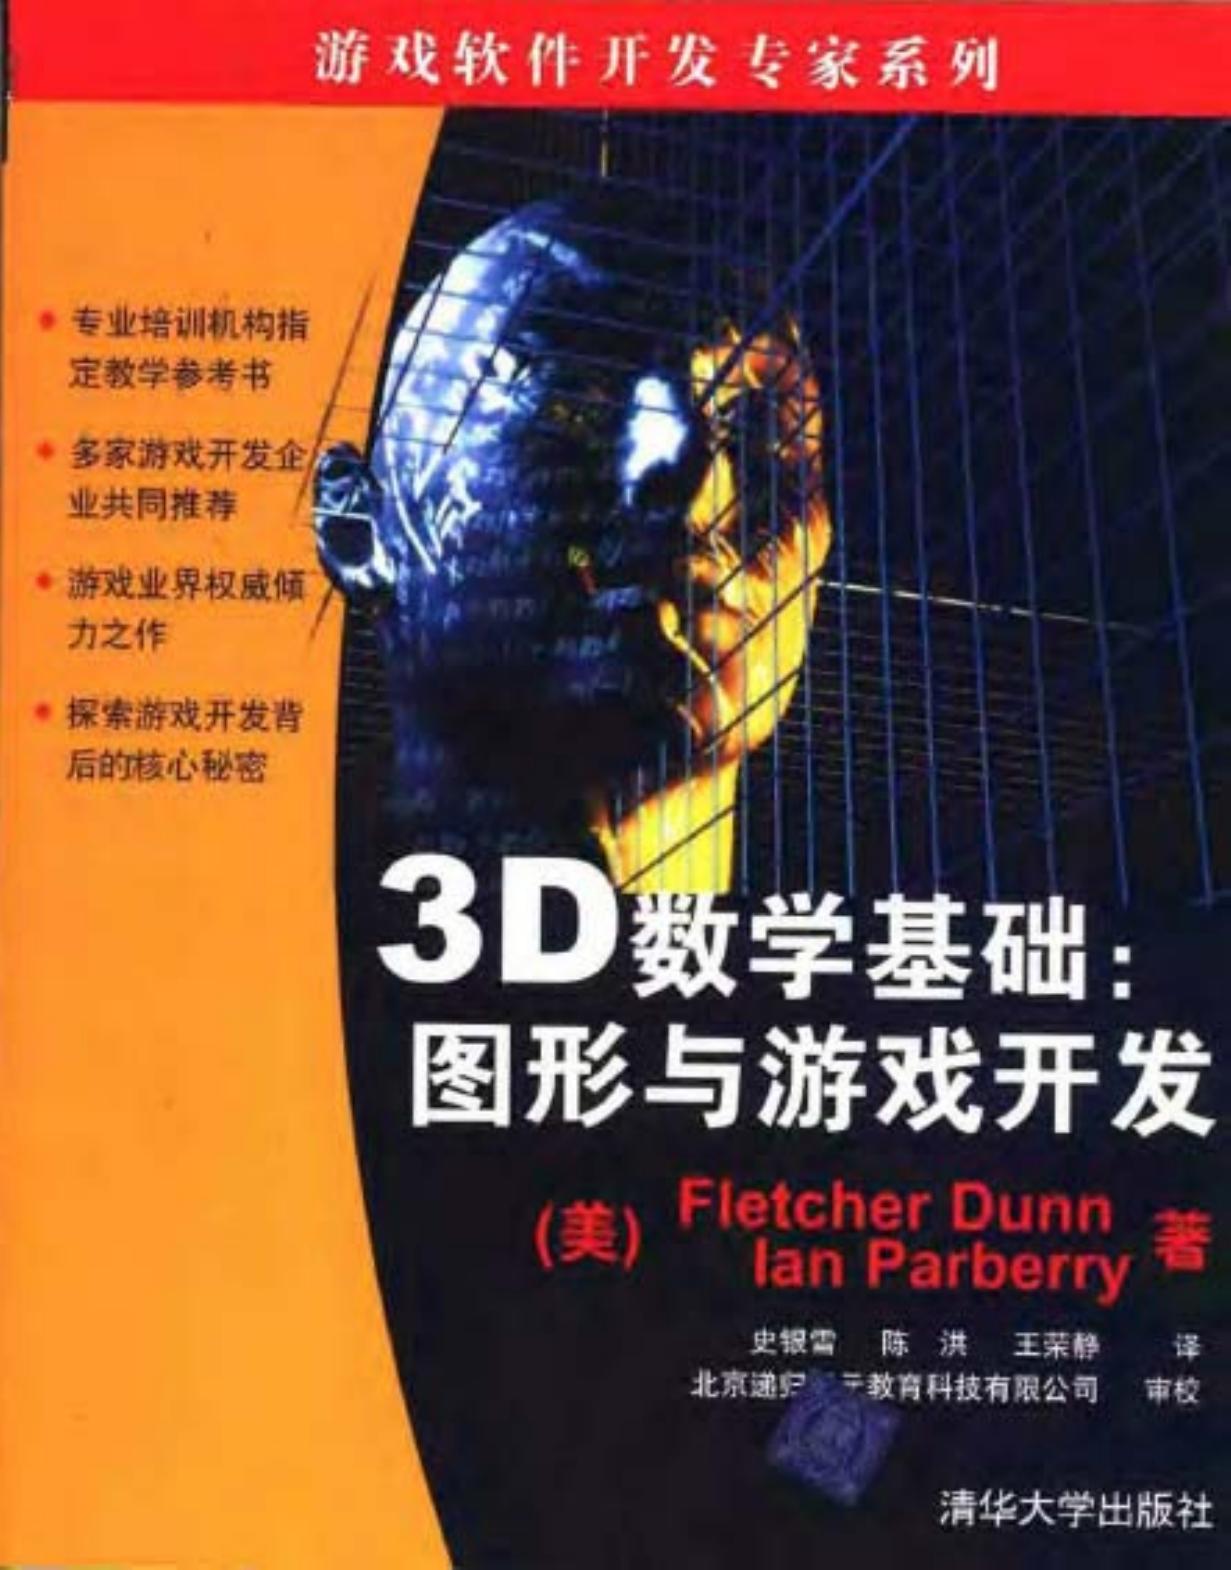 游戏软件开发专家系列
专业培训机构指
定教学参考书
多家游戏开发企
业共同推荐
游戏业界权威倾
力之作
探索游戏开发背
后的核心秘密
3D数学基础:
图形与游戏开发
(美) Fletcher Dunn
Ian Parberry 著
史银雪 陈 洪 王荣静 译
北京递归 元教育科技有限公司 审校
清华大学出版社